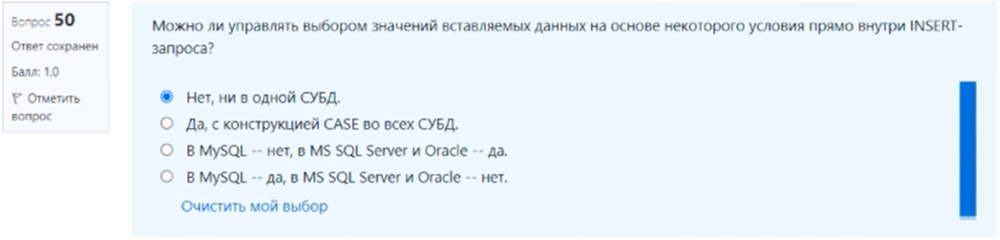 Вопрос 50
Ответ сохранен
Балл: 1,0
Отметить
вопрос
Можно ли управлять выбором значений вставляемых данных на основе некоторого условия прямо внутри INSERT-
запроса?
Нет, ни в одной СУБД.
Да, с конструкцией CASE во всех СУБД.
В MySQL -- нет, в MS SQL Server и Oracle -- да.
В MySQL -- да, в MS SQL Server и Oracle -- нет.
Очистить мой выбор